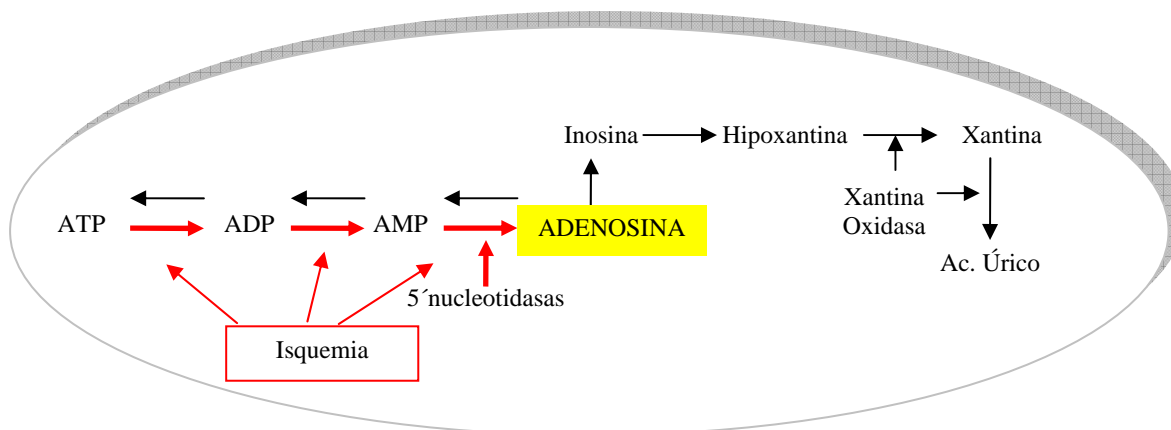 Inosina
Hipoxantina
Xantina
Xantina
Oxidasa
ATP
ADP
AMP
ADENOSINA
Ac. Úrico
5´nucleotidasas
Isquemia